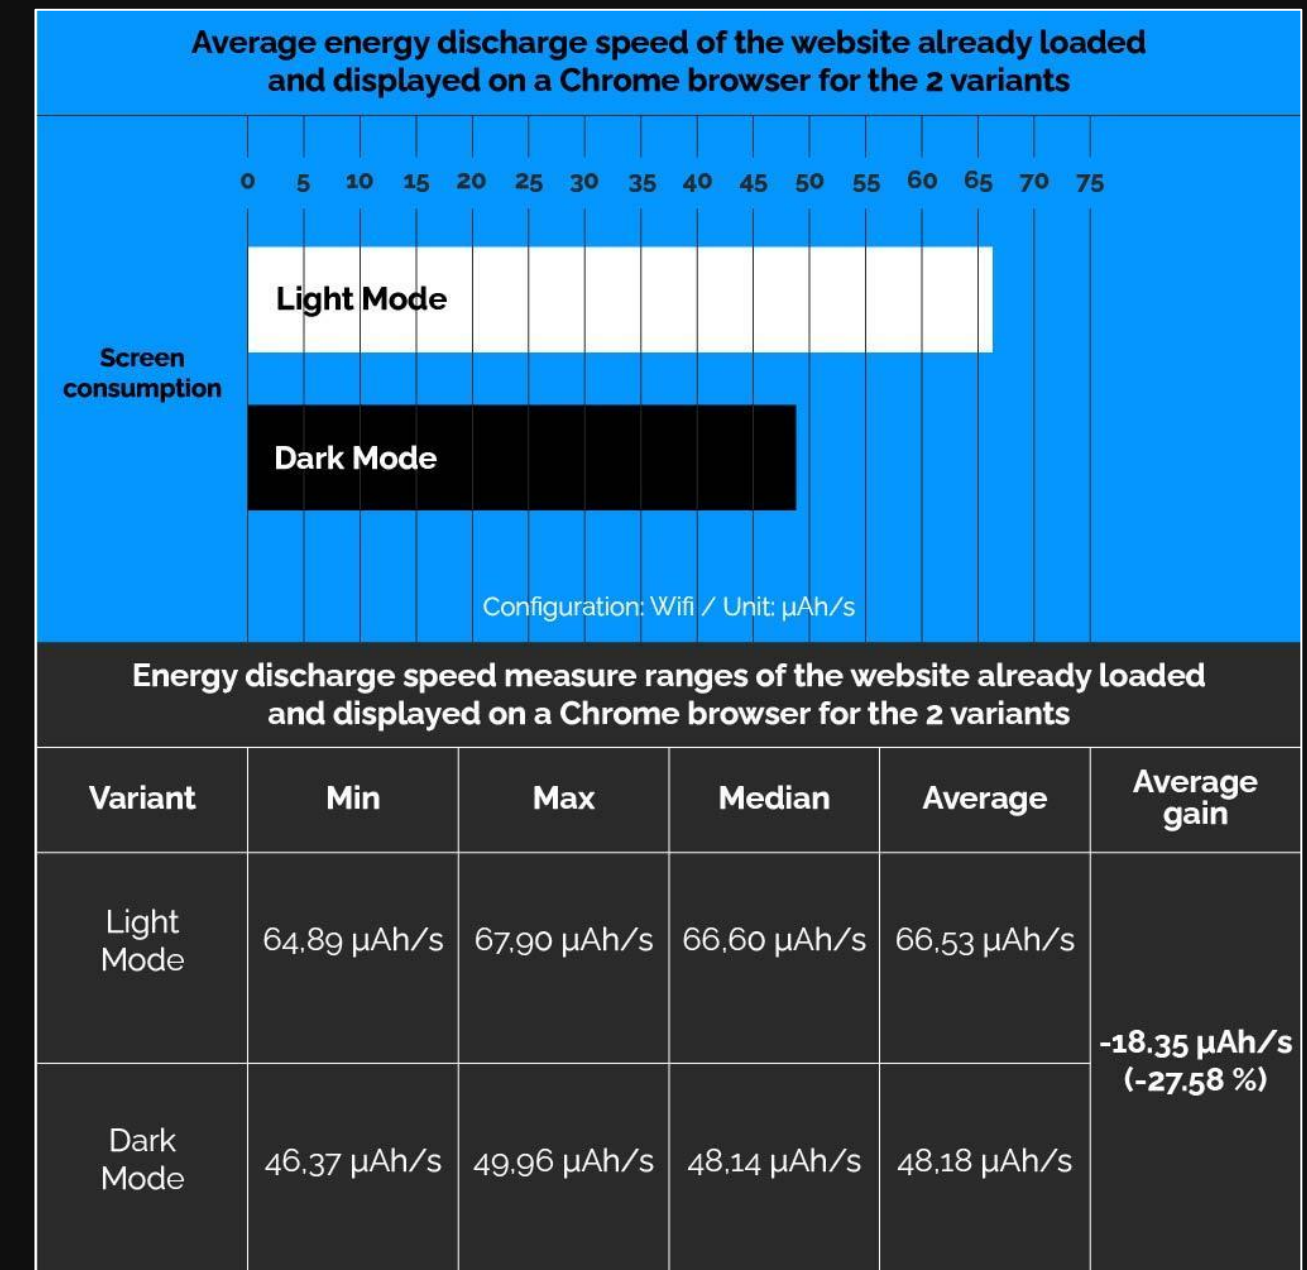 Average energy discharge speed of the website already loaded
and displayed on a Chrome browser for the 2 variants
0 5 10 15 20 25 30 35 40 45 50 55 60 65 70 75
Light Mode
Screen
consumption
Dark Mode
Configuration: Wifi / Unit: µAh/s
Energy discharge speed measure ranges of the website already loaded
and displayed on a Chrome browser for the 2 variants
Variant Min Max Median Average Average
gain
Light
Mode
64,89 µAh/s 67,90 µAh/s 66,60 µAh/s 66,53 µAh/s
-18.35 µAh/s
(-27.58 %)
Dark
Mode
46,37 µAh/s 49,96 µAh/s 48,14 µAh/s 48,18 µAh/s